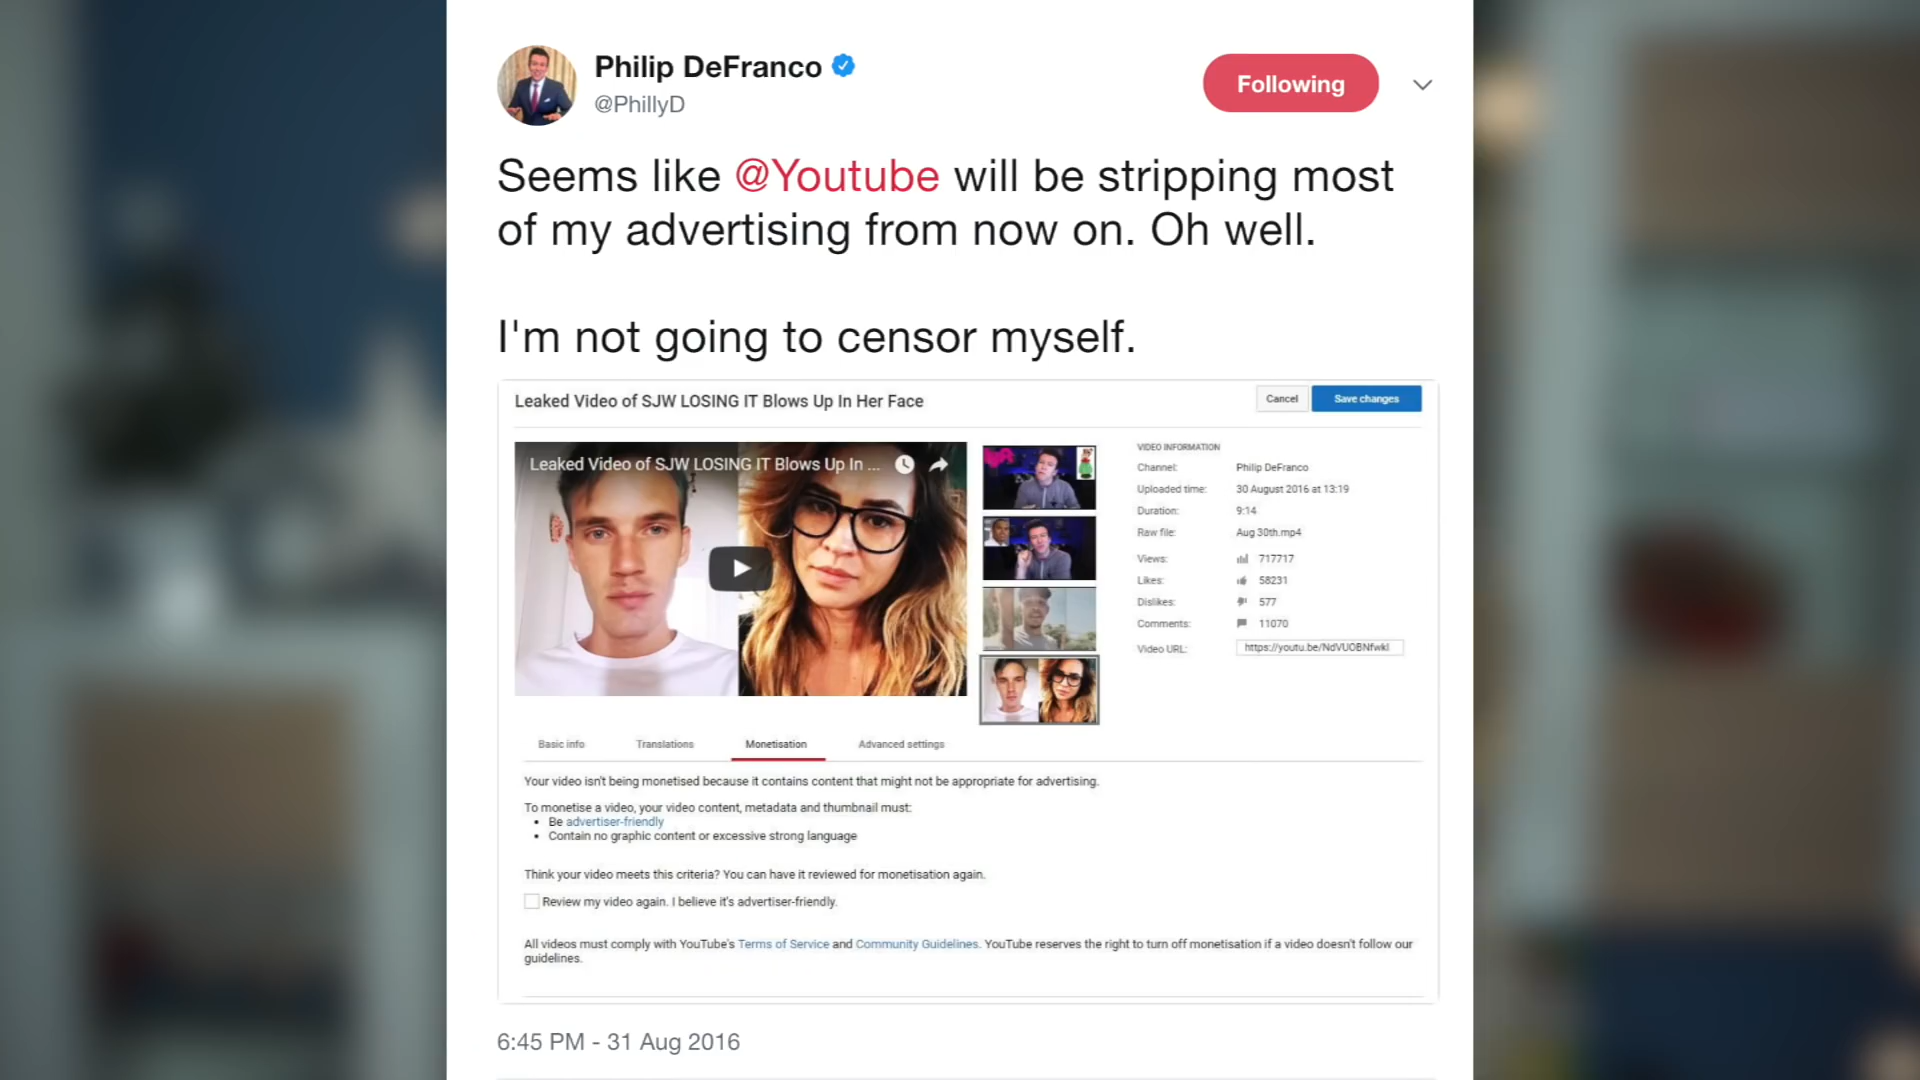 Philip DeFranco
@PhillyD
Following
Seems like @Youtube will be stripping most
of my advertising from now on. Oh well.
I'm not going to censor myself.
Leaked Video of SJW LOSING IT Blows Up In Her Face
Cancel
Save changes
Leaked Video of SJW LOSING IT Blows Up In ...
VIDEO INFORMATION
Channel: Philip DeFranco
Uploaded time: 30 August 2016 at 13:19
Duration: 9:14
Raw file: Aug 30th.mp4
Views: 717717
Likes: 58231
Dislikes: 577
Comments: 11070
Video URL: https://youtu.be/NdVUOBNfwkI
Basic info
Translations
Monetisation
Advanced settings
Your video isn't being monetised because it contains content that might not be appropriate for advertising.
To monetise a video, your video content, metadata and thumbnail must:
• Be advertiser-friendly
• Contain no graphic content or excessive strong language
Think your video meets this criteria? You can have it reviewed for monetisation again.
Review my video again. I believe it's advertiser-friendly.
All videos must comply with YouTube's Terms of Service and Community Guidelines. YouTube reserves the right to turn off monetisation if a video doesn't follow our
guidelines.
6:45 PM - 31 Aug 2016